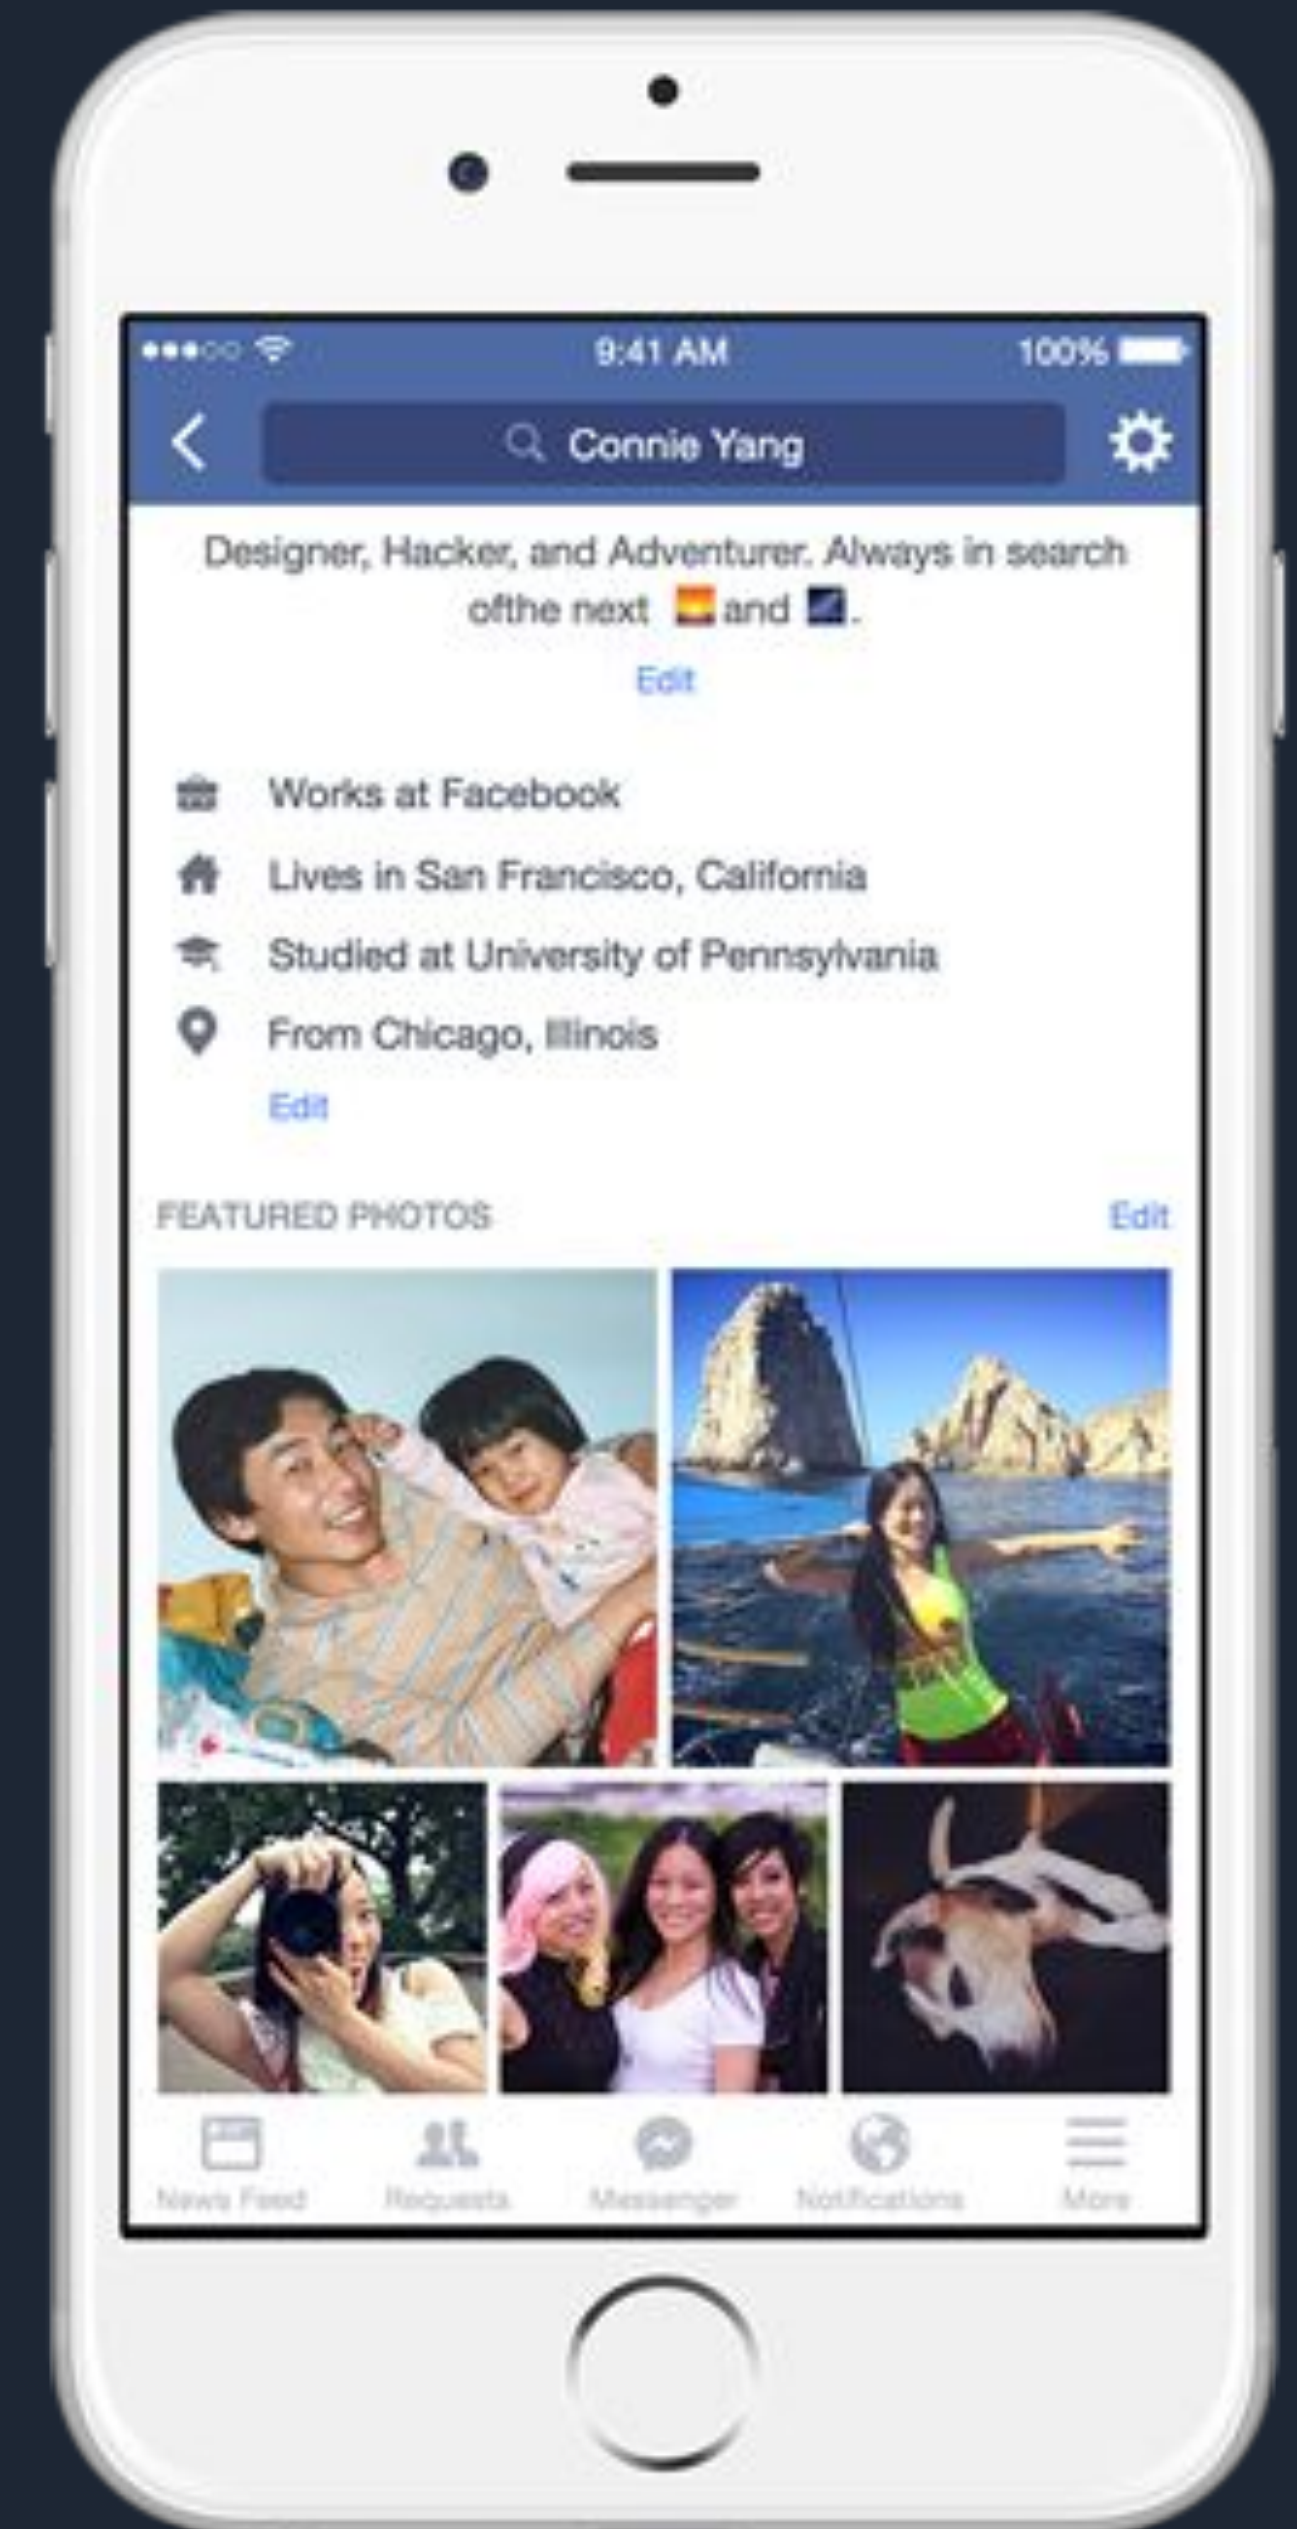 9:41 AM 100%
Connie Yang
Designer, Hacker, and Adventurer. Always in search
ofthe next 🌅 and 🌌.
Edit
Works at Facebook
Lives in San Francisco, California
Studied at University of Pennsylvania
From Chicago, Illinois
Edit
FEATURED PHOTOS Edit
News Feed Requests Messenger Notifications More